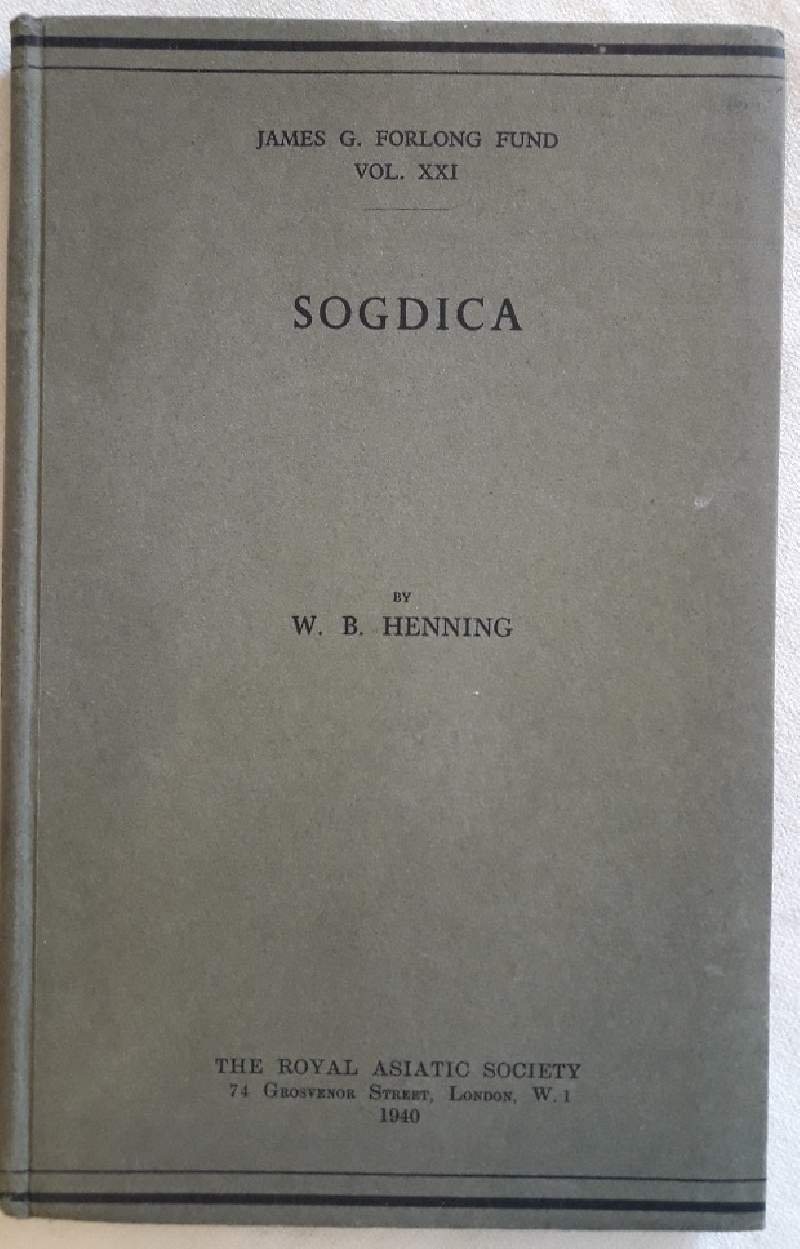 JAMES G. FORLONG FUND
VOL. XXI
SOGDICA
BY
W. B. HENNING
THE ROYAL ASIATIC SOCIETY
74 GROSVENOR STREET, LONDON, W. 1
1940